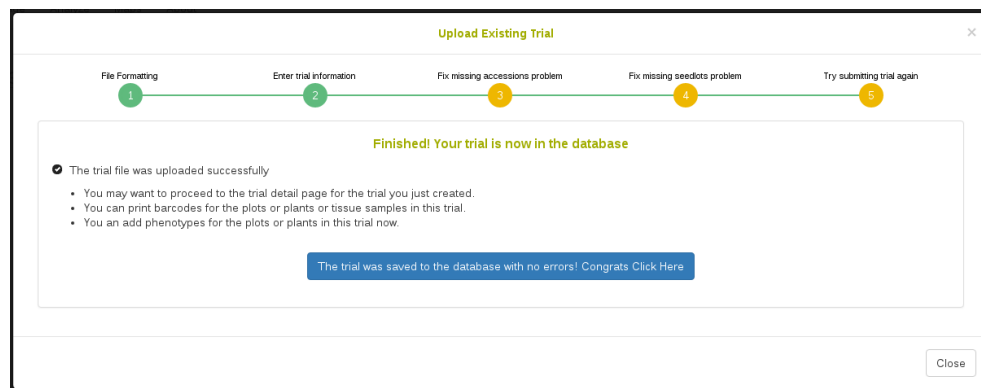 Upload Existing Trial
×
File Formatting
Enter trial information
Fix missing accessions problem
Fix missing seedlots problem
Try submitting trial again
1
2
3
4
5
Finished! Your trial is now in the database
The trial file was uploaded successfully
• You may want to proceed to the trial detail page for the trial you just created.
• You can print barcodes for the plots or plants or tissue samples in this trial.
• You an add phenotypes for the plots or plants in this trial now.
The trial was saved to the database with no errors! Congrats Click Here
Close